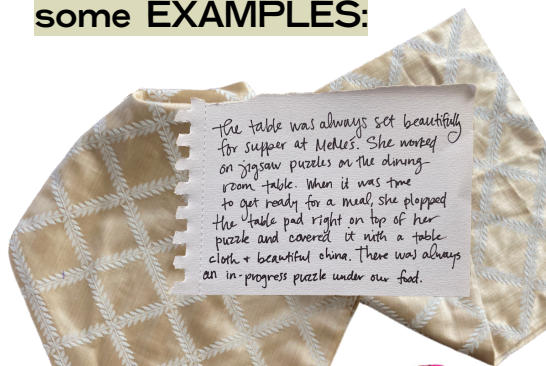 some EXAMPLES:
The table was always set beautifully
for supper at MeMe's. She worked
on jigsaw puzzles on the dining
room table. When it was time
to get ready for a meal, she plopped
the table pad right on top of her
puzzle and covered it with a table
cloth + beautiful china. There was always
an in-progress puzzle under our food.